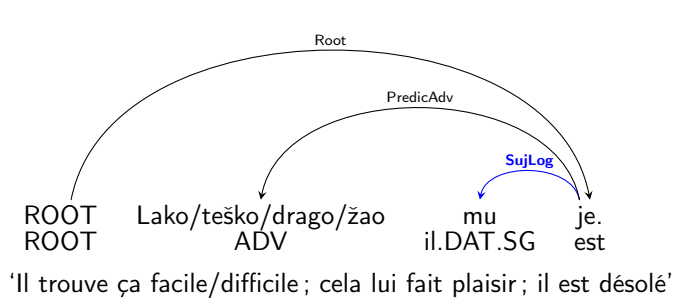 Root
PredicAdv
SujLog
ROOT Lako/teško/drago/žao mu je.
ROOT ADV il.DAT.SG est
‘Il trouve ça facile/difficile ; cela lui fait plaisir ; il est désolé’